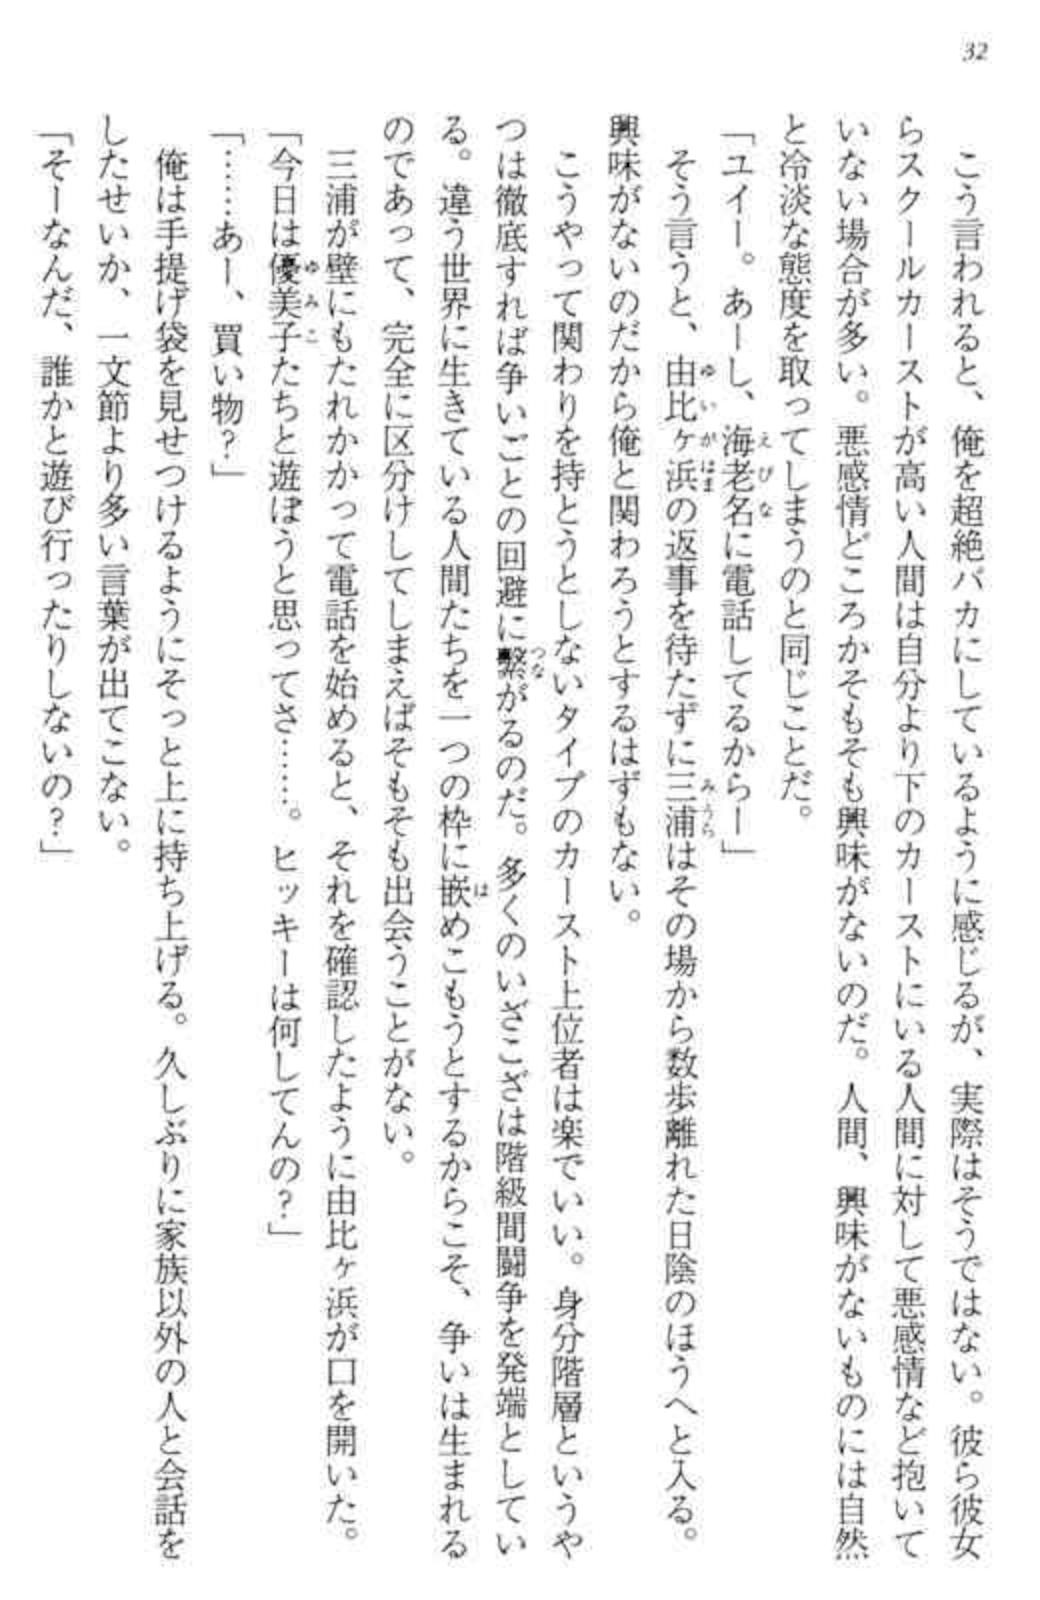 32
こう言われると、俺を超絶バカにしているように感じるが、実際はそうではない。彼ら彼女
らスクールカーストが高い人間は自分より下のカーストにいる人間に対して悪感情など抱いて
いない場合が多い。悪感情どころかそもそも興味がないのだ。人間、興味がないものには自然
と冷淡な態度を取ってしまうのと同じことだ。
「ユイー。あーし、海老名に電話してるからー」
そう言うと、由比ヶ浜の返事を待たずに三浦はその場から数歩離れた日陰のほうへと入る。
興味がないのだから俺と関わろうとするはずもない。
こうやって関わりを持とうとしないタイプのカースト上位者は楽でいい。身分階層というや
つは徹底すれば争いごとの回避に繫がるのだ。多くのいざこざは階級間闘争を発端としてい
る。違う世界に生きている人間たちを一つの枠に嵌めこもうとするからこそ、争いは生まれる
のであって、完全に区分けしてしまえばそもそも出会うことがない。
三浦が壁にもたれかかって電話を始めると、それを確認したように由比ヶ浜が口を開いた。
「今日は優美子たちと遊ぼうと思ってさ……。ヒッキーは何してんの？」
「……あー、買い物？」
俺は手提げ袋を見せつけるようにそっと上に持ち上げる。久しぶりに家族以外の人と会話を
したせいか、一文節より多い言葉が出てこない。
「そーなんだ、誰かと遊び行ったりしないの？」